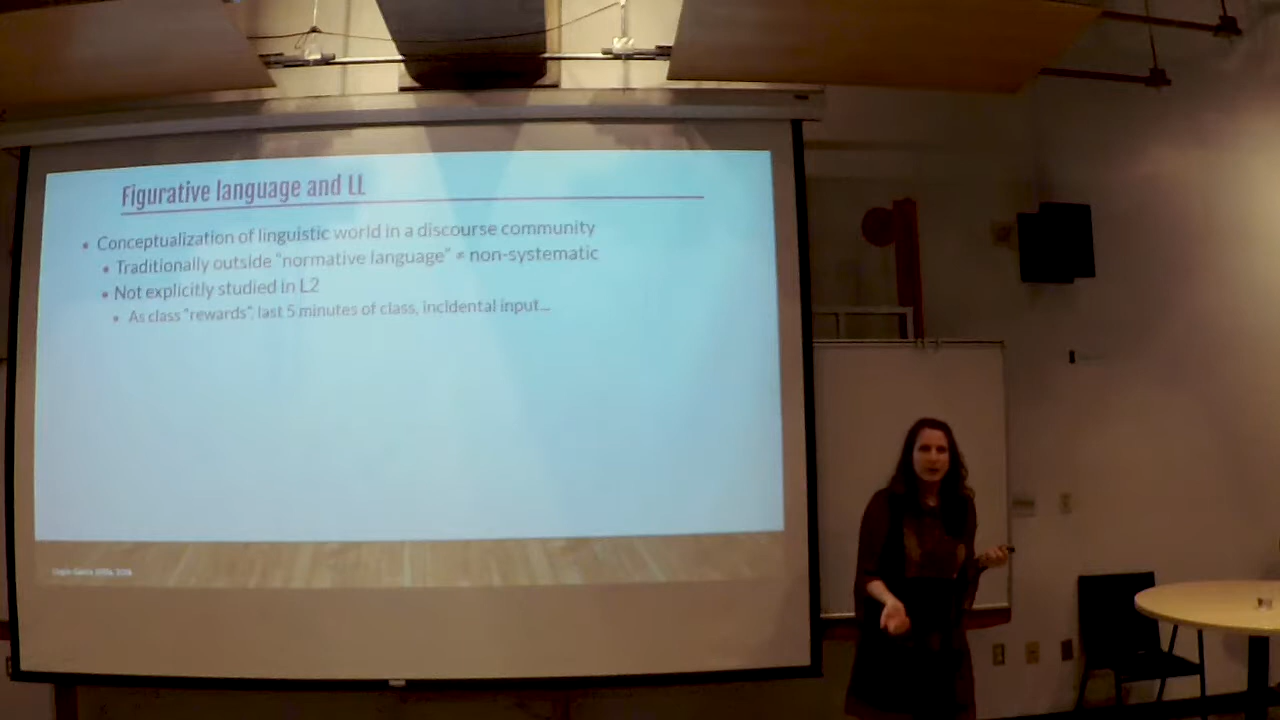 Figurative language and LL
• Conceptualization of linguistic world in a discourse community
• Traditionally outside "normative language" ≠ non-systematic
• Not explicitly studied in L2
• As class "rewards", last 5 minutes of class, incidental input...